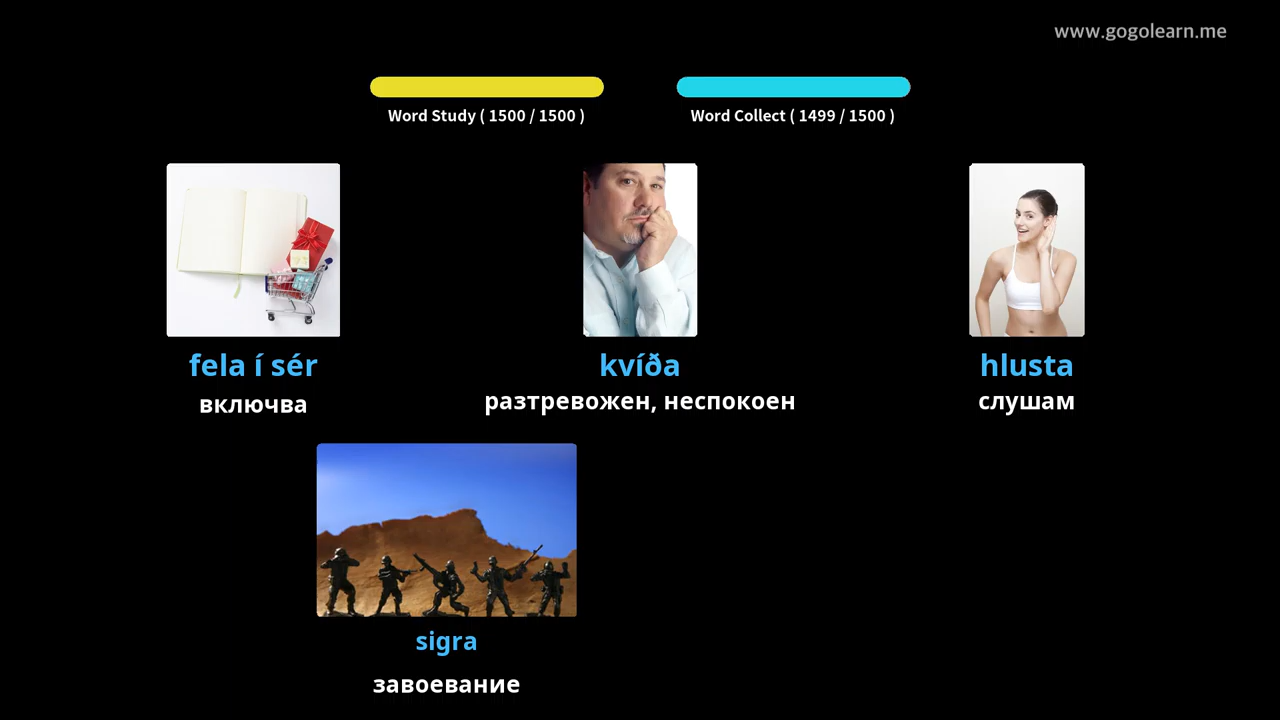 www.gogolearn.me
Word Study ( 1500 / 1500 )
Word Collect ( 1499 / 1500 )
fela í sér
включва
kvíða
разтревожен, неспокоен
hlusta
слушам
sigra
завоевание